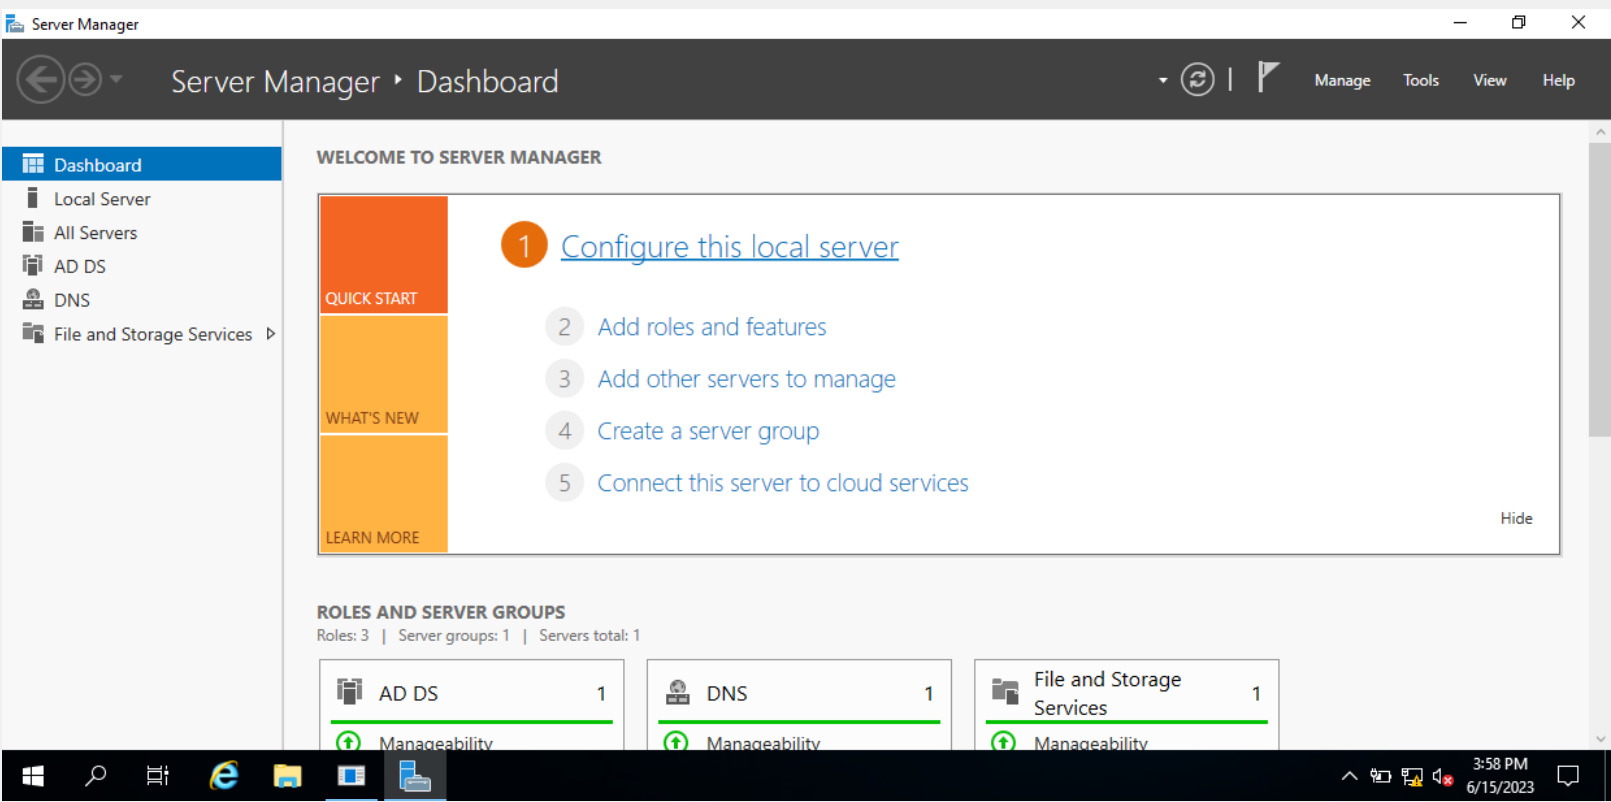 Server Manager
Server Manager ‣ Dashboard
Manage Tools View Help
Dashboard
Local Server
All Servers
AD DS
DNS
File and Storage Services
WELCOME TO SERVER MANAGER
QUICK START
WHAT'S NEW
LEARN MORE
1 Configure this local server
2 Add roles and features
3 Add other servers to manage
4 Create a server group
5 Connect this server to cloud services
Hide
ROLES AND SERVER GROUPS
Roles: 3 | Server groups: 1 | Servers total: 1
AD DS 1
Manageability
DNS 1
Manageability
File and Storage
Services 1
Manageability
3:58 PM
6/15/2023